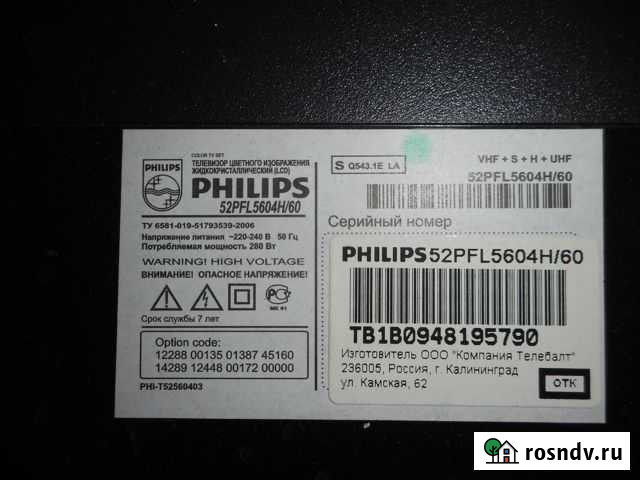 COLOR TV SET
ТЕЛЕВИЗОР ЦВЕТНОГО ИЗОБРАЖЕНИЯ
ЖИДКОКРИСТАЛЛИЧЕСКИЙ (LCD)
PHILIPS
PHILIPS
52PFL5604H/60
ТУ 6581-019-51793539-2006
Напряжение питания ~220-240 В 50 Гц
Потребляемая мощность 280 Вт
WARNING! HIGH VOLTAGE
ВНИМАНИЕ! ОПАСНОЕ НАПРЯЖЕНИЕ!
Срок службы 7 лет
Option code:
12288 00135 01387 45160
14289 12448 00172 00000
PHI-T52560403
S Q543.1E LA
VHF + S + H + UHF
52PFL5604H/60
Серийный номер
PHILIPS 52PFL5604H/60
TB1B0948195790
Изготовитель ООО "Компания Телебалт"
236005, Россия, г. Калининград
ул. Камская, 62
ОТК
rosndv.ru